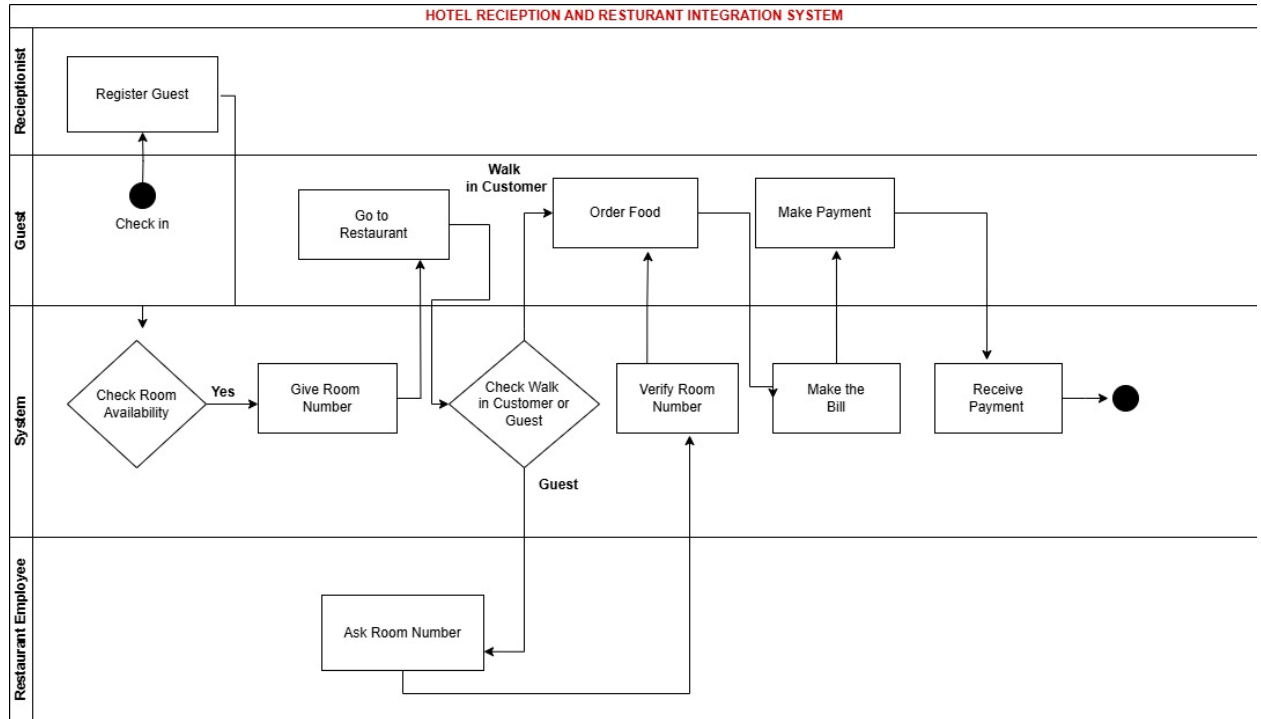 HOTEL RECIEPTION AND RESTURANT INTEGRATION SYSTEM
Recieptionist
Register Guest
Guest
Check in
Go to
Restaurant
Walk
in Customer
Order Food
Make Payment
System
Check Room
Availability
Yes
Give Room
Number
Check Walk
in Customer or
Guest
Guest
Verify Room
Number
Make the
Bill
Receive
Payment
Restaurant Employee
Ask Room Number